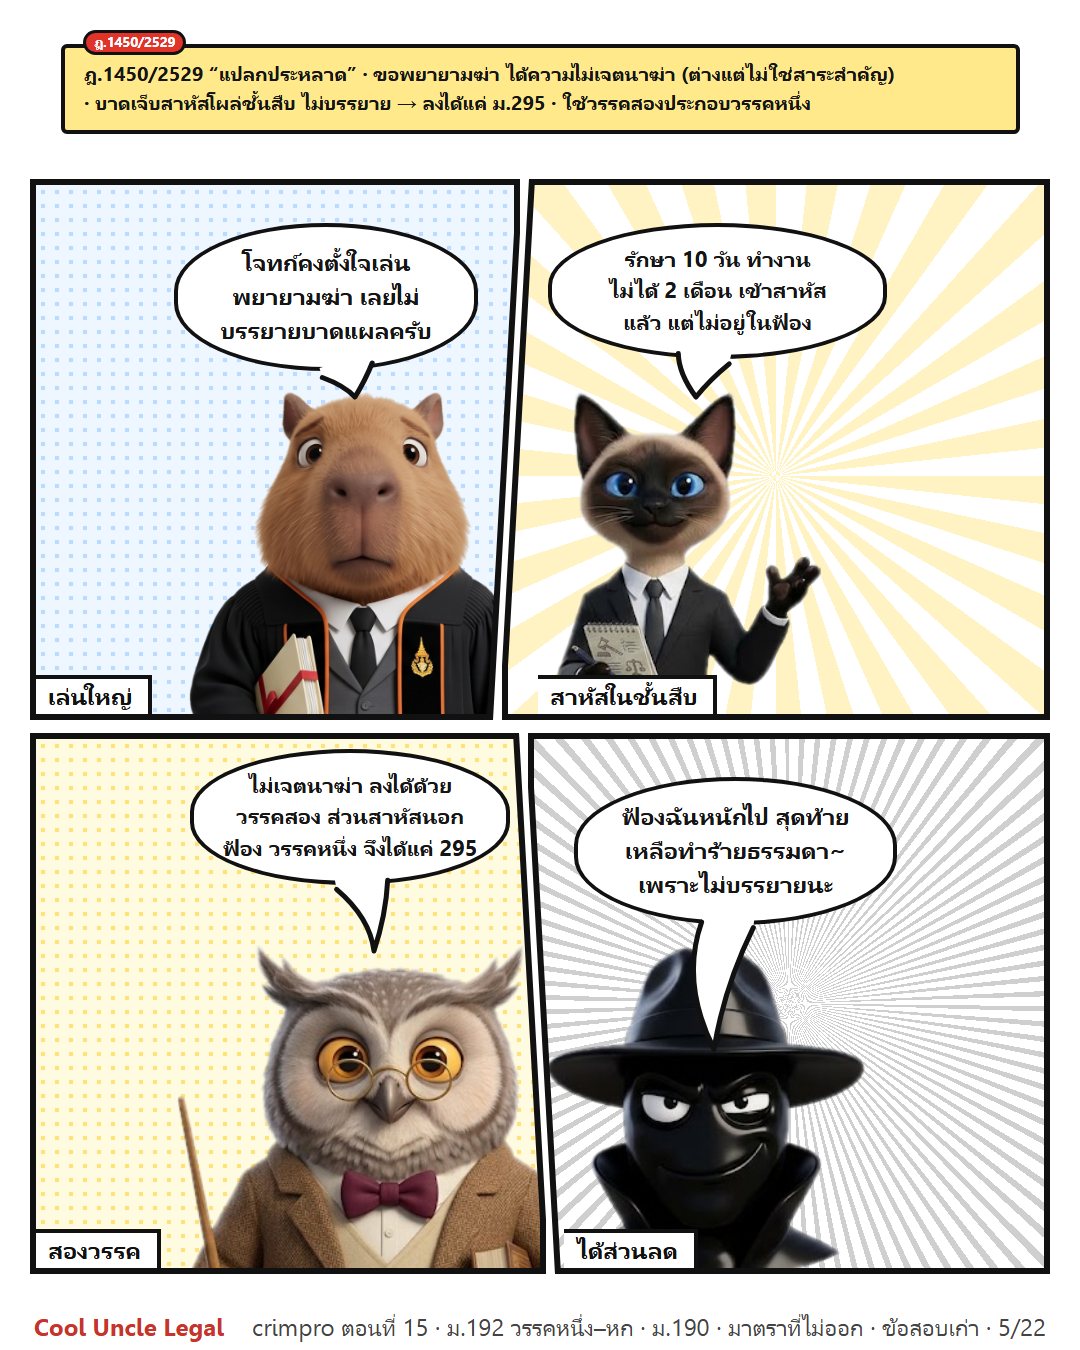 ฎ.1450/2529
ฎ.1450/2529 “แปลกประหลาด” · ขอพยายามฆ่า ได้ความไม่เจตนาฆ่า (ต่างแต่ไม่ใช่สาระสำคัญ)
· บาดเจ็บสาหัสโผล่ชั้นสืบ ไม่บรรยาย → ลงได้แค่ ม.295 · ใช้วรรคสองประกอบวรรคหนึ่ง
โจทก์คงตั้งใจเล่น
พยายามฆ่า เลยไม่
บรรยายบาดแผลครับ
เล่นใหญ่
รักษา 10 วัน ทำงาน
ไม่ได้ 2 เดือน เข้าสาหัส
แล้ว แต่ไม่อยู่ในฟ้อง
สาหัสในชั้นสืบ
ไม่เจตนาฆ่า ลงได้ด้วย
วรรคสอง ส่วนสาหัสนอก
ฟ้อง วรรคหนึ่ง จึงได้แค่ 295
สองวรรค
ฟ้องฉันหนักไป สุดท้าย
เหลือทำร้ายธรรมดา~
เพราะไม่บรรยายนะ
ได้ส่วนลด
Cool Uncle Legal crimpro ตอนที่ 15 · ม.192 วรรคหนึ่ง–หก · ม.190 · มาตราที่ไม่ออก · ข้อสอบเก่า · 5/22